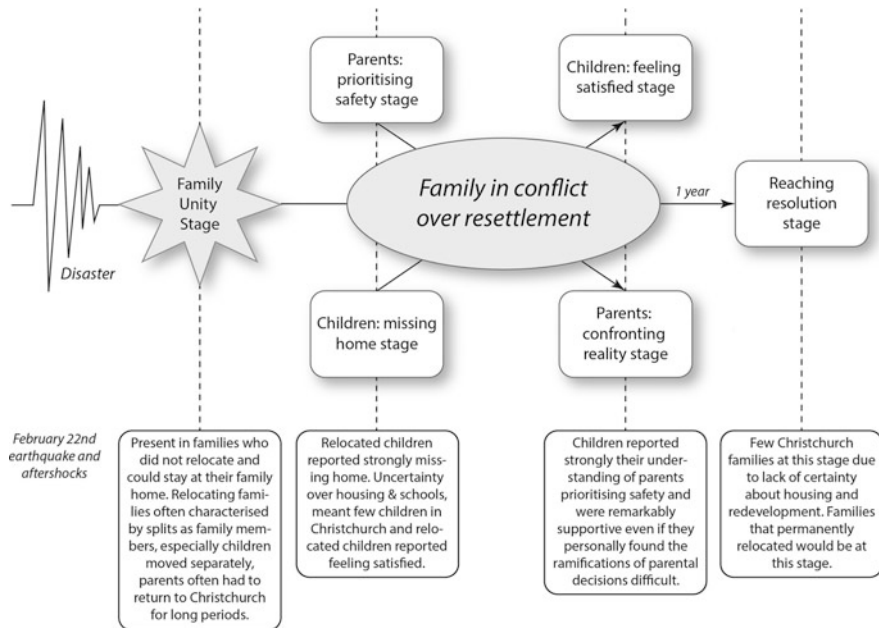 Parents:
prioritising
safety stage
Children: feeling
satisfied stage
Family
Unity
Stage
Family in conflict
over resettlement
1 year
Reaching
resolution
stage
Disaster
Children: missing
home stage
Parents:
confronting
reality stage
February 22nd
earthquake and
aftershocks
Present in families who
did not relocate and
could stay at their family
home. Relocating fami-
lies often characterised
by splits as family mem-
bers, especially children
moved separately,
parents often had to
return to Christchurch
for long periods.
Relocated children
reported strongly miss-
ing home. Uncertainty
over housing & schools,
meant few children in
Christchurch and relo-
cated children reported
feeling satisfied.
Children reported
strongly their under-
standing of parents
prioritising safety and
were remarkably
supportive even if they
personally found the
ramifications of parental
decisions difficult.
Few Christchurch
families at this stage due
to lack of certainty
about housing and
redevelopment. Families
that permanently
relocated would be at
this stage.